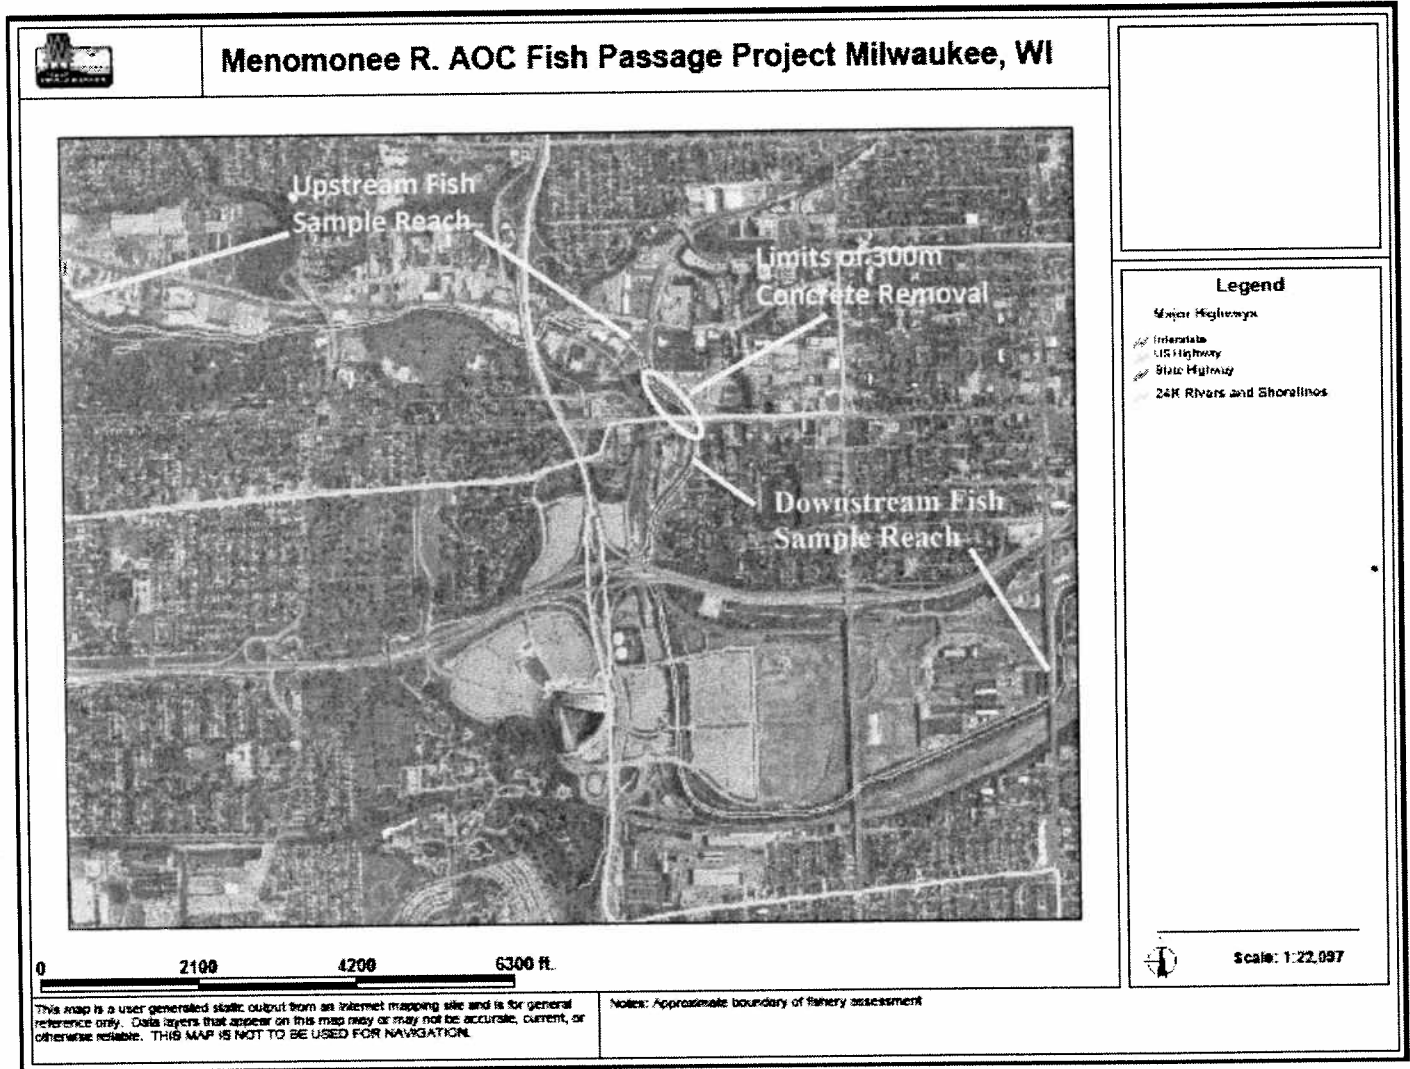 Menomonee R. AOC Fish Passage Project Milwaukee, WI
Upstream Fish
Sample Reach
Limits of 300m
Concrete Removal
Downstream Fish
Sample Reach
Legend
Major Highways
Interstate
US Highway
State Highway
24K Rivers and Shorelines
0 2100 4200 6300 ft.
Scale: 1:22,097
This map is a user generated static output from an Internet mapping site and is for general
reference only. Data layers that appear on this map may or may not be accurate, current, or
otherwise reliable. THIS MAP IS NOT TO BE USED FOR NAVIGATION.
Notes: Approximate boundary of fishery assessment